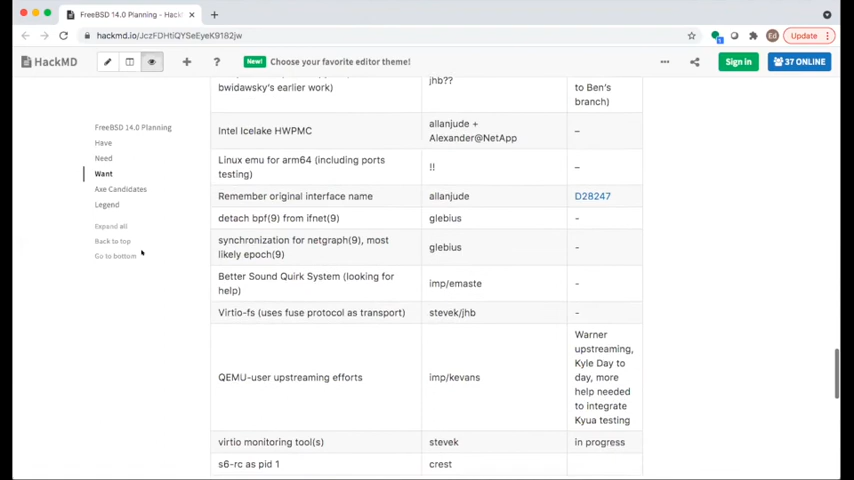 FreeBSD 14.0 Planning - HackMD
hackmd.io/JczFDHtiQYSeEyeK9182jw
Ed
Update
HackMD
New! Choose your favorite editor theme!
Sign in
37 ONLINE
FreeBSD 14.0 Planning
Have
Need
Want
Axe Candidates
Legend
Expand all
Back to top
Go to bottom
bwidawsky's earlier work)
jhb??
to Ben's
branch)
Intel Icelake HWPMC
allanjude +
Alexander@NetApp
–
Linux emu for arm64 (including ports
testing)
!!
–
Remember original interface name
allanjude
D28247
detach bpf(9) from ifnet(9)
glebius
-
synchronization for netgraph(9), most
likely epoch(9)
glebius
-
Better Sound Quirk System (looking for
help)
imp/emaste
-
Virtio-fs (uses fuse protocol as transport)
stevek/jhb
-
QEMU-user upstreaming efforts
imp/kevans
Warner
upstreaming,
Kyle Day to
day, more
help needed
to integrate
Kyua testing
virtio monitoring tool(s)
stevek
in progress
s6-rc as pid 1
crest